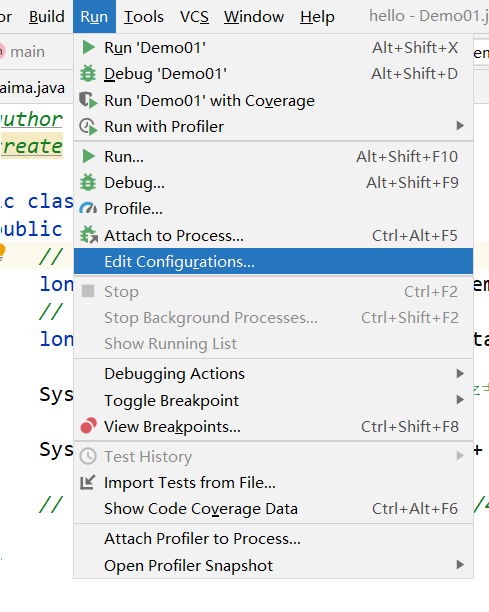 or Build Run Tools VCS Window Help hello - Demo01.j
main
Run 'Demo01' Alt+Shift+X
Debug 'Demo01' Alt+Shift+D
aima.java Run 'Demo01' with Coverage
author Run with Profiler
create
Run... Alt+Shift+F10
Debug... Alt+Shift+F9
ic clas Profile...
public Attach to Process... Ctrl+Alt+F5
// Edit Configurations...
lon Stop Ctrl+F2 em
// Stop Background Processes... Ctrl+Shift+F2
lon Show Running List ta
Debugging Actions
Sys Toggle Breakpoint
View Breakpoints... Ctrl+Shift+F8
Sys Test History +
Import Tests from File...
// Show Code Coverage Data Ctrl+Alt+F6 /4
Attach Profiler to Process...
Open Profiler Snapshot